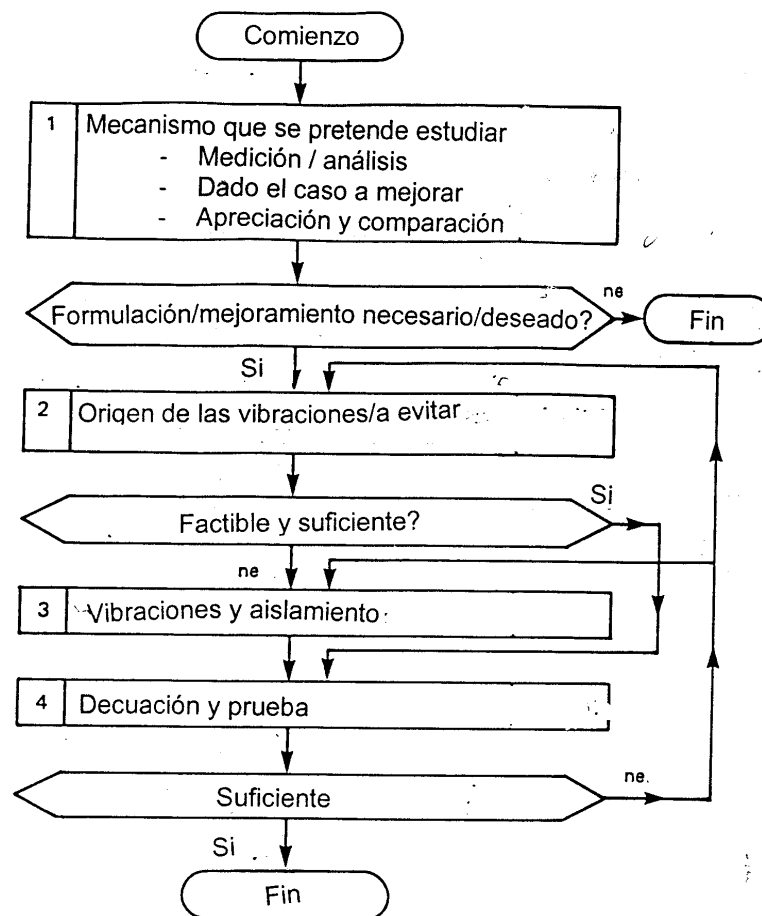 Comienzo
1 Mecanismo que se pretende estudiar
- Medición / análisis
- Dado el caso a mejorar
- Apreciación y comparación
Formulación/mejoramiento necesario/deseado?
ne
Fin
Si
2 Origen de las vibraciones/a evitar
Si
Factible y suficiente?
ne
3 Vibraciones y aislamiento
4 Decuación y prueba
ne.
Suficiente
Si
Fin